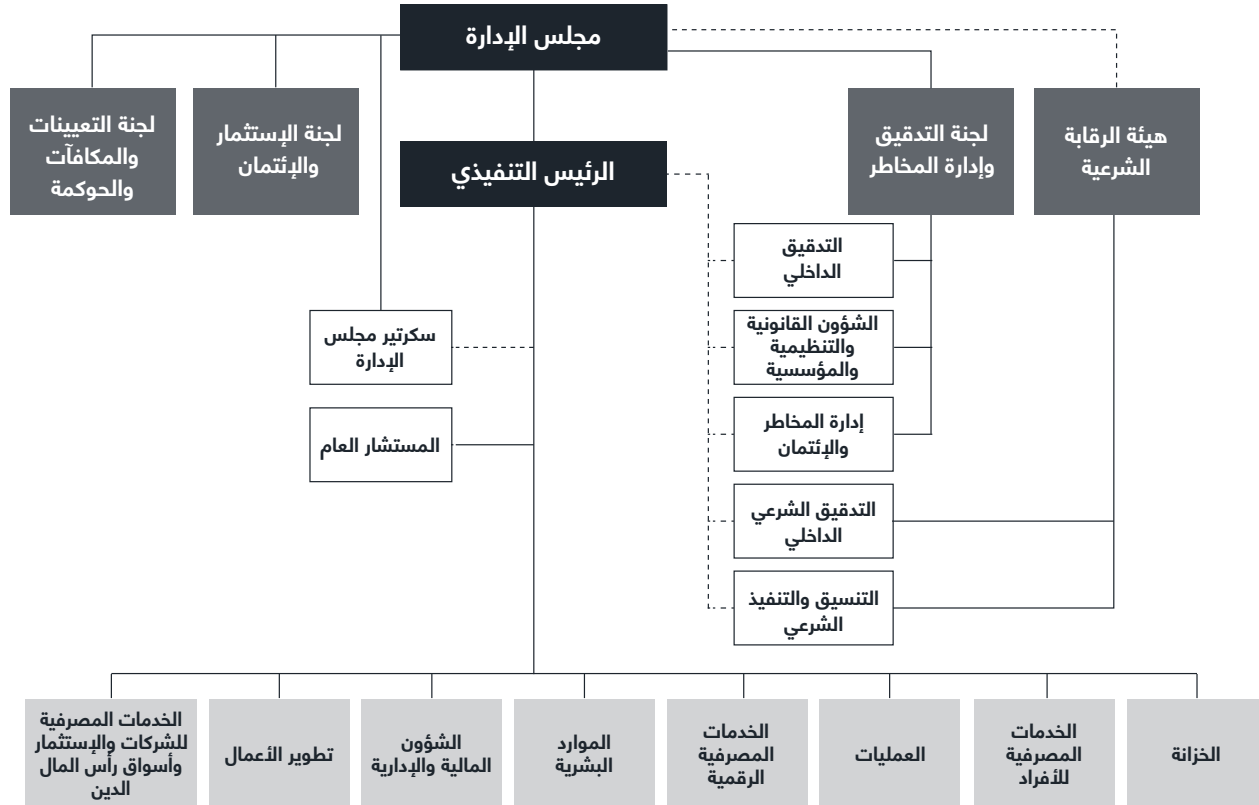 مجلس الإدارة
هيئة الرقابة
الشرعية
لجنة التدقيق
وإدارة المخاطر
لجنة الإستثمار
والإئتمان
لجنة التعيينات
والمكافآت
والحوكمة
الرئيس التنفيذي
التدقيق
الداخلي
الشؤون القانونية
والتنظيمية
والمؤسسية
سكرتير مجلس
الإدارة
إدارة المخاطر
والإئتمان
المستشار العام
التدقيق الشرعي
الداخلي
التنسيق والتنفيذ
الشرعي
الخزانة
الخدمات
المصرفية
للأفراد
العمليات
الخدمات
المصرفية
الرقمية
الموارد
البشرية
الشؤون
المالية والإدارية
تطوير الأعمال
الخدمات المصرفية
للشركات والإستثمار
وأسواق رأس المال
الدين